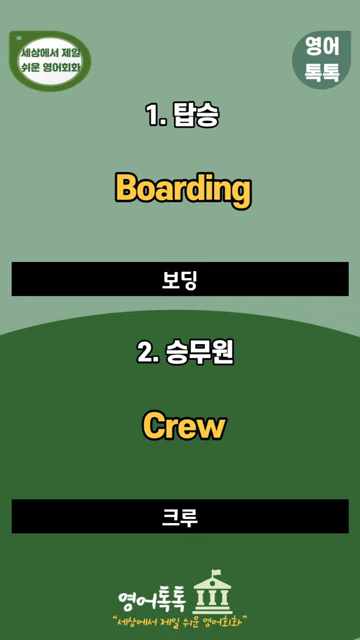 세상에서 제일
쉬운 영어회화
영어
톡톡
1. 탑승
Boarding
보딩
2. 승무원
Crew
크루
영어톡톡
"세상에서 제일 쉬운 영어회화"